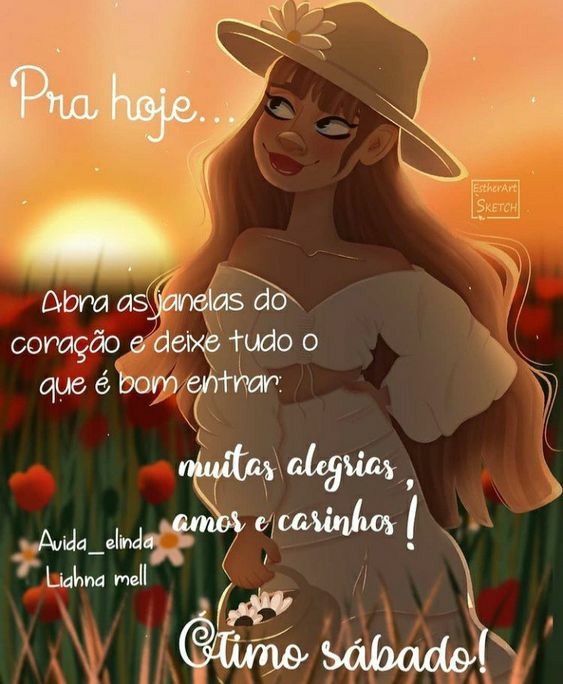 Pra hoje...
EstherArt
SKETCH
Abra as janelas do
coração e deixe tudo o
que é bom entrar:
muitas alegrias,
amor e carinhos!
Avida_elinda
Liahna mell
Ótimo sábado!